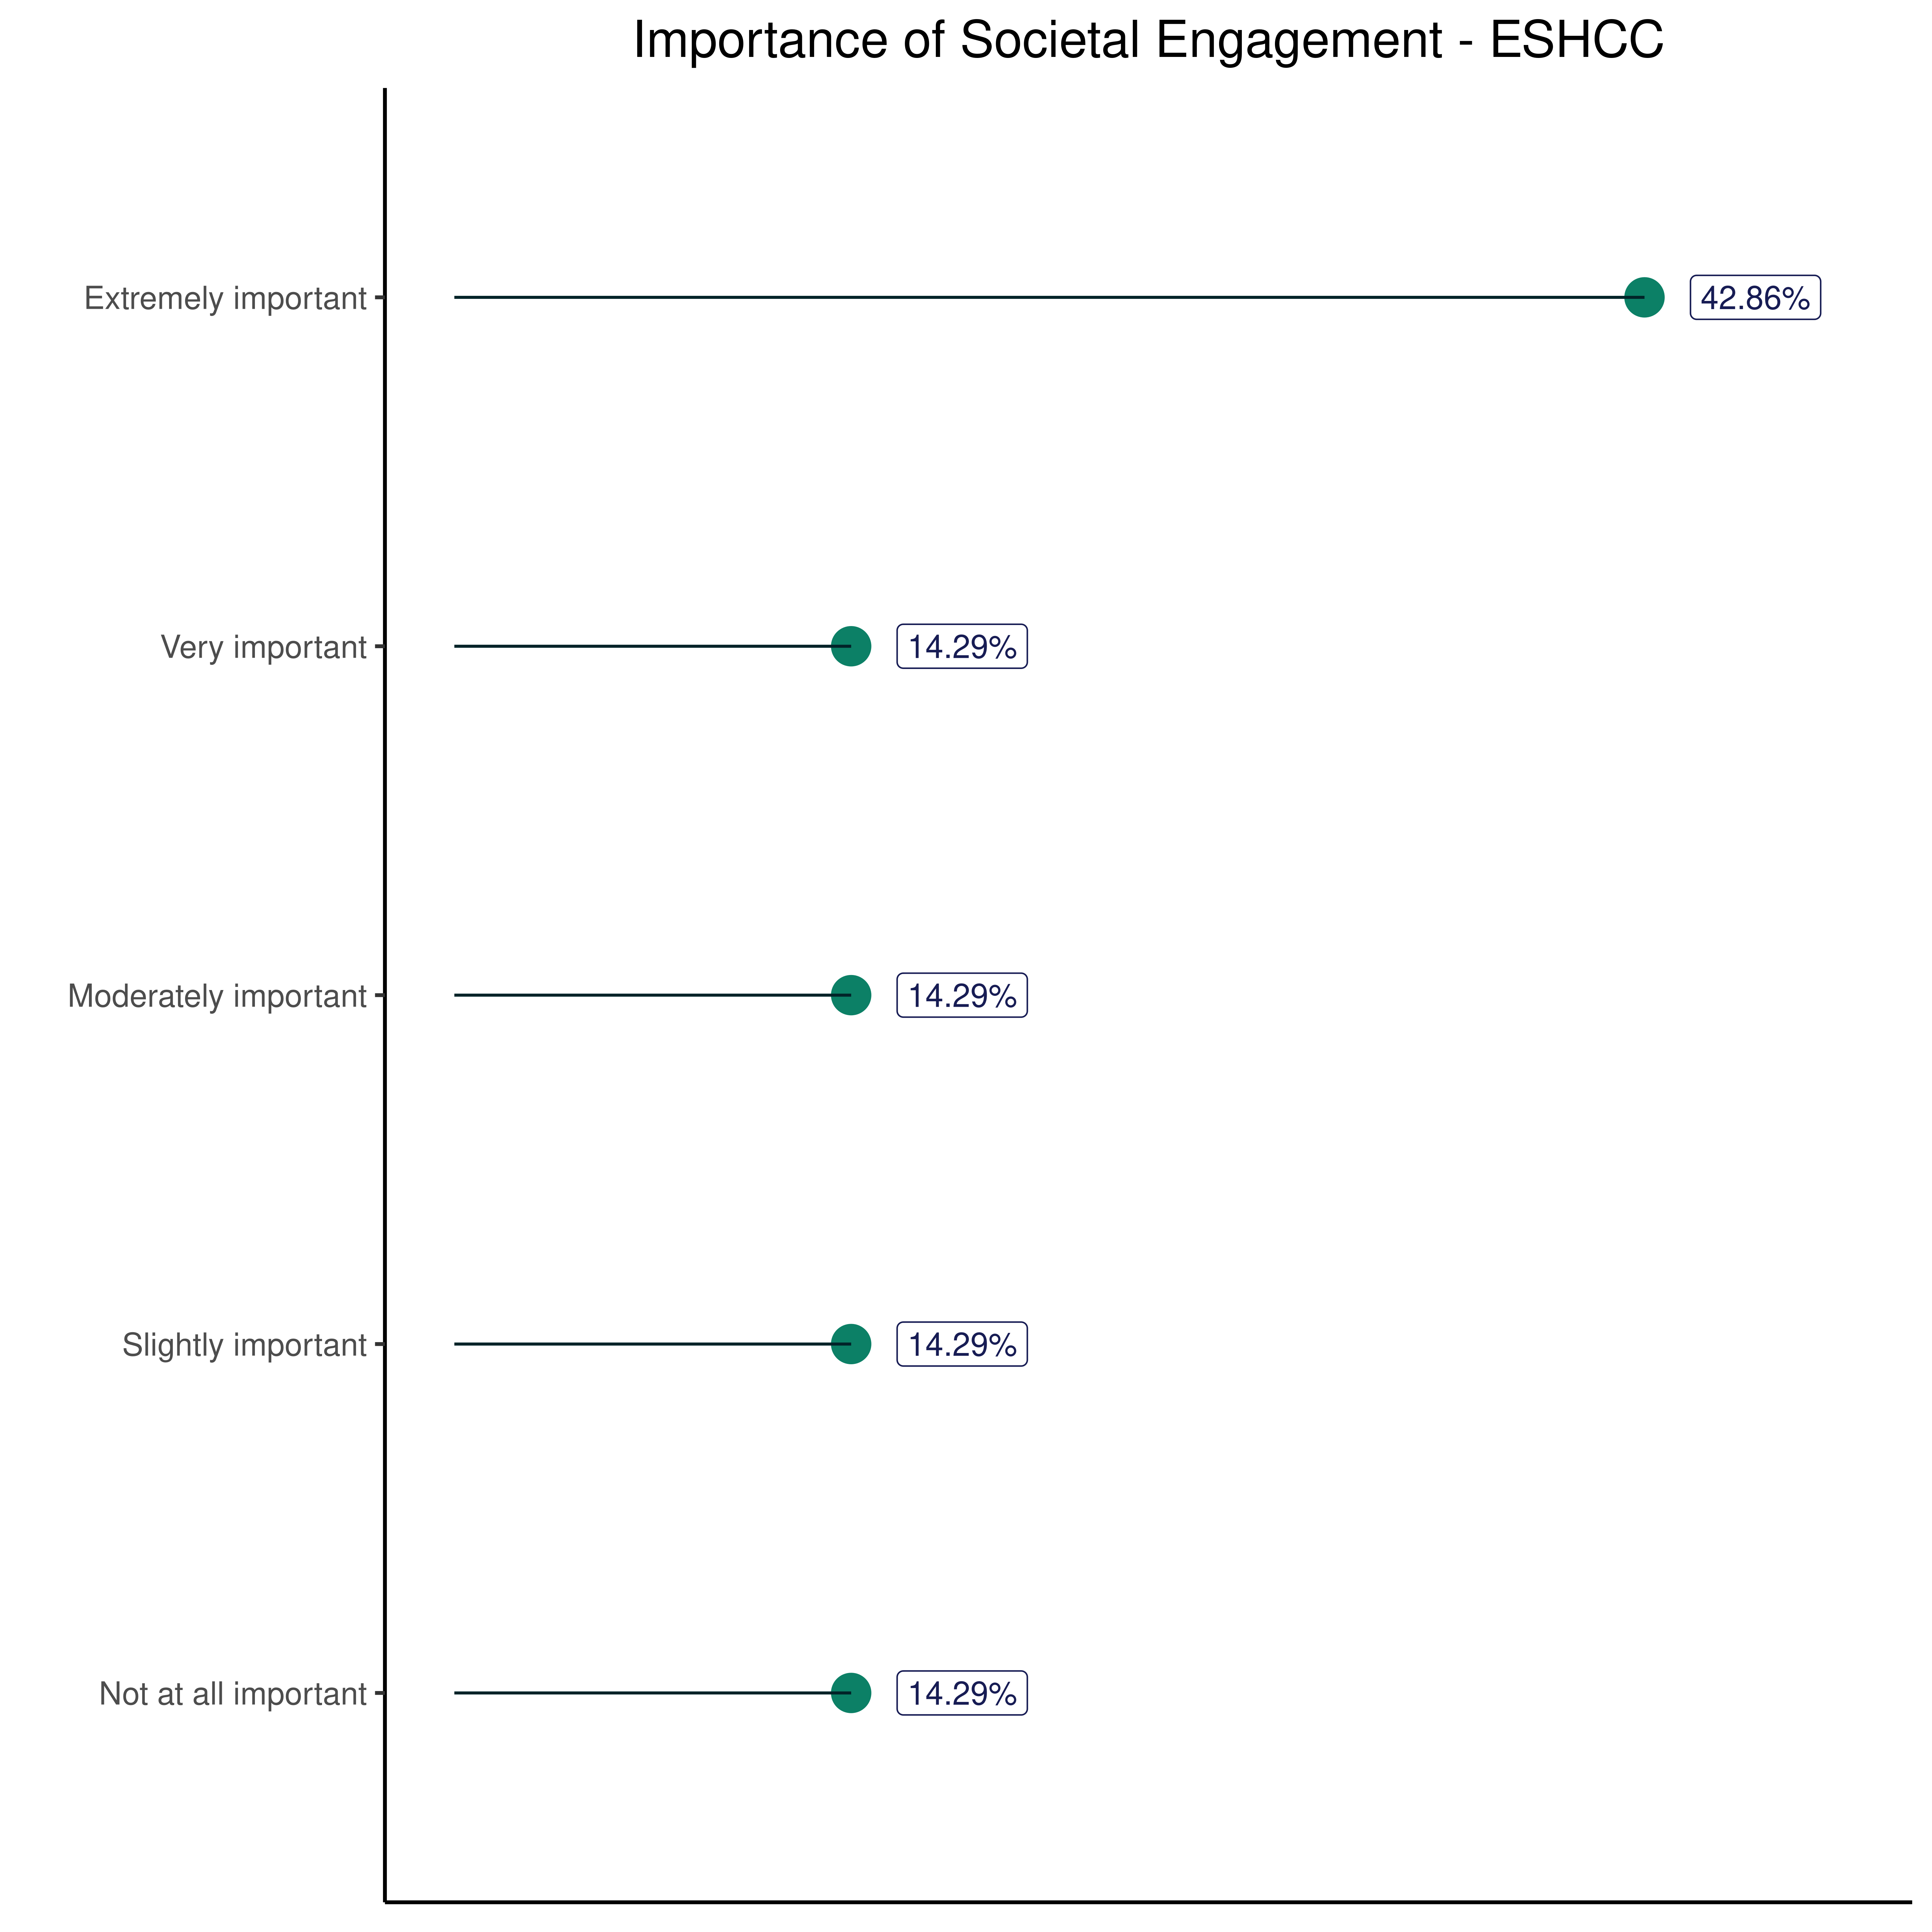 Importance of Societal Engagement - ESHCC
Extremely important 42.86%
Very important 14.29%
Moderately important 14.29%
Slightly important 14.29%
Not at all important 14.29%